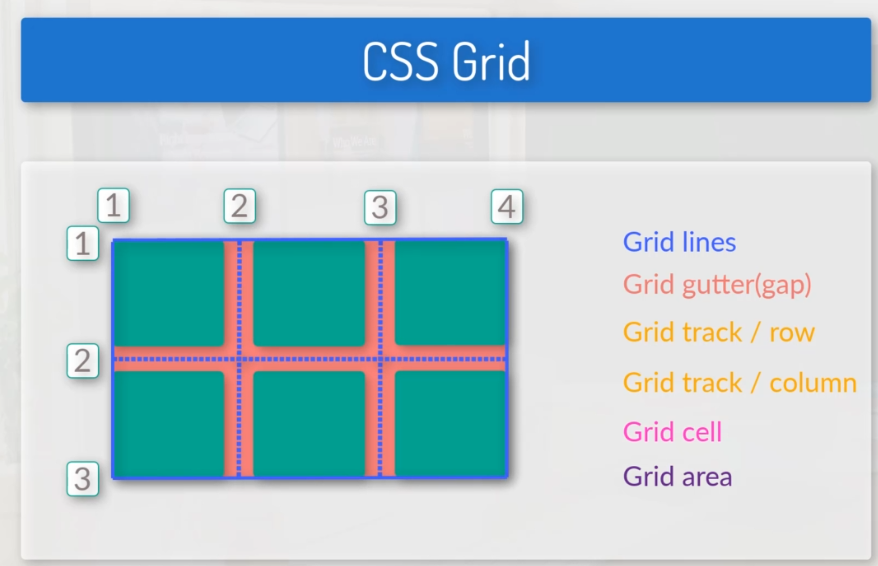 CSS Grid
1 2 3 4
1
2
3
Grid lines
Grid gutter(gap)
Grid track / row
Grid track / column
Grid cell
Grid area